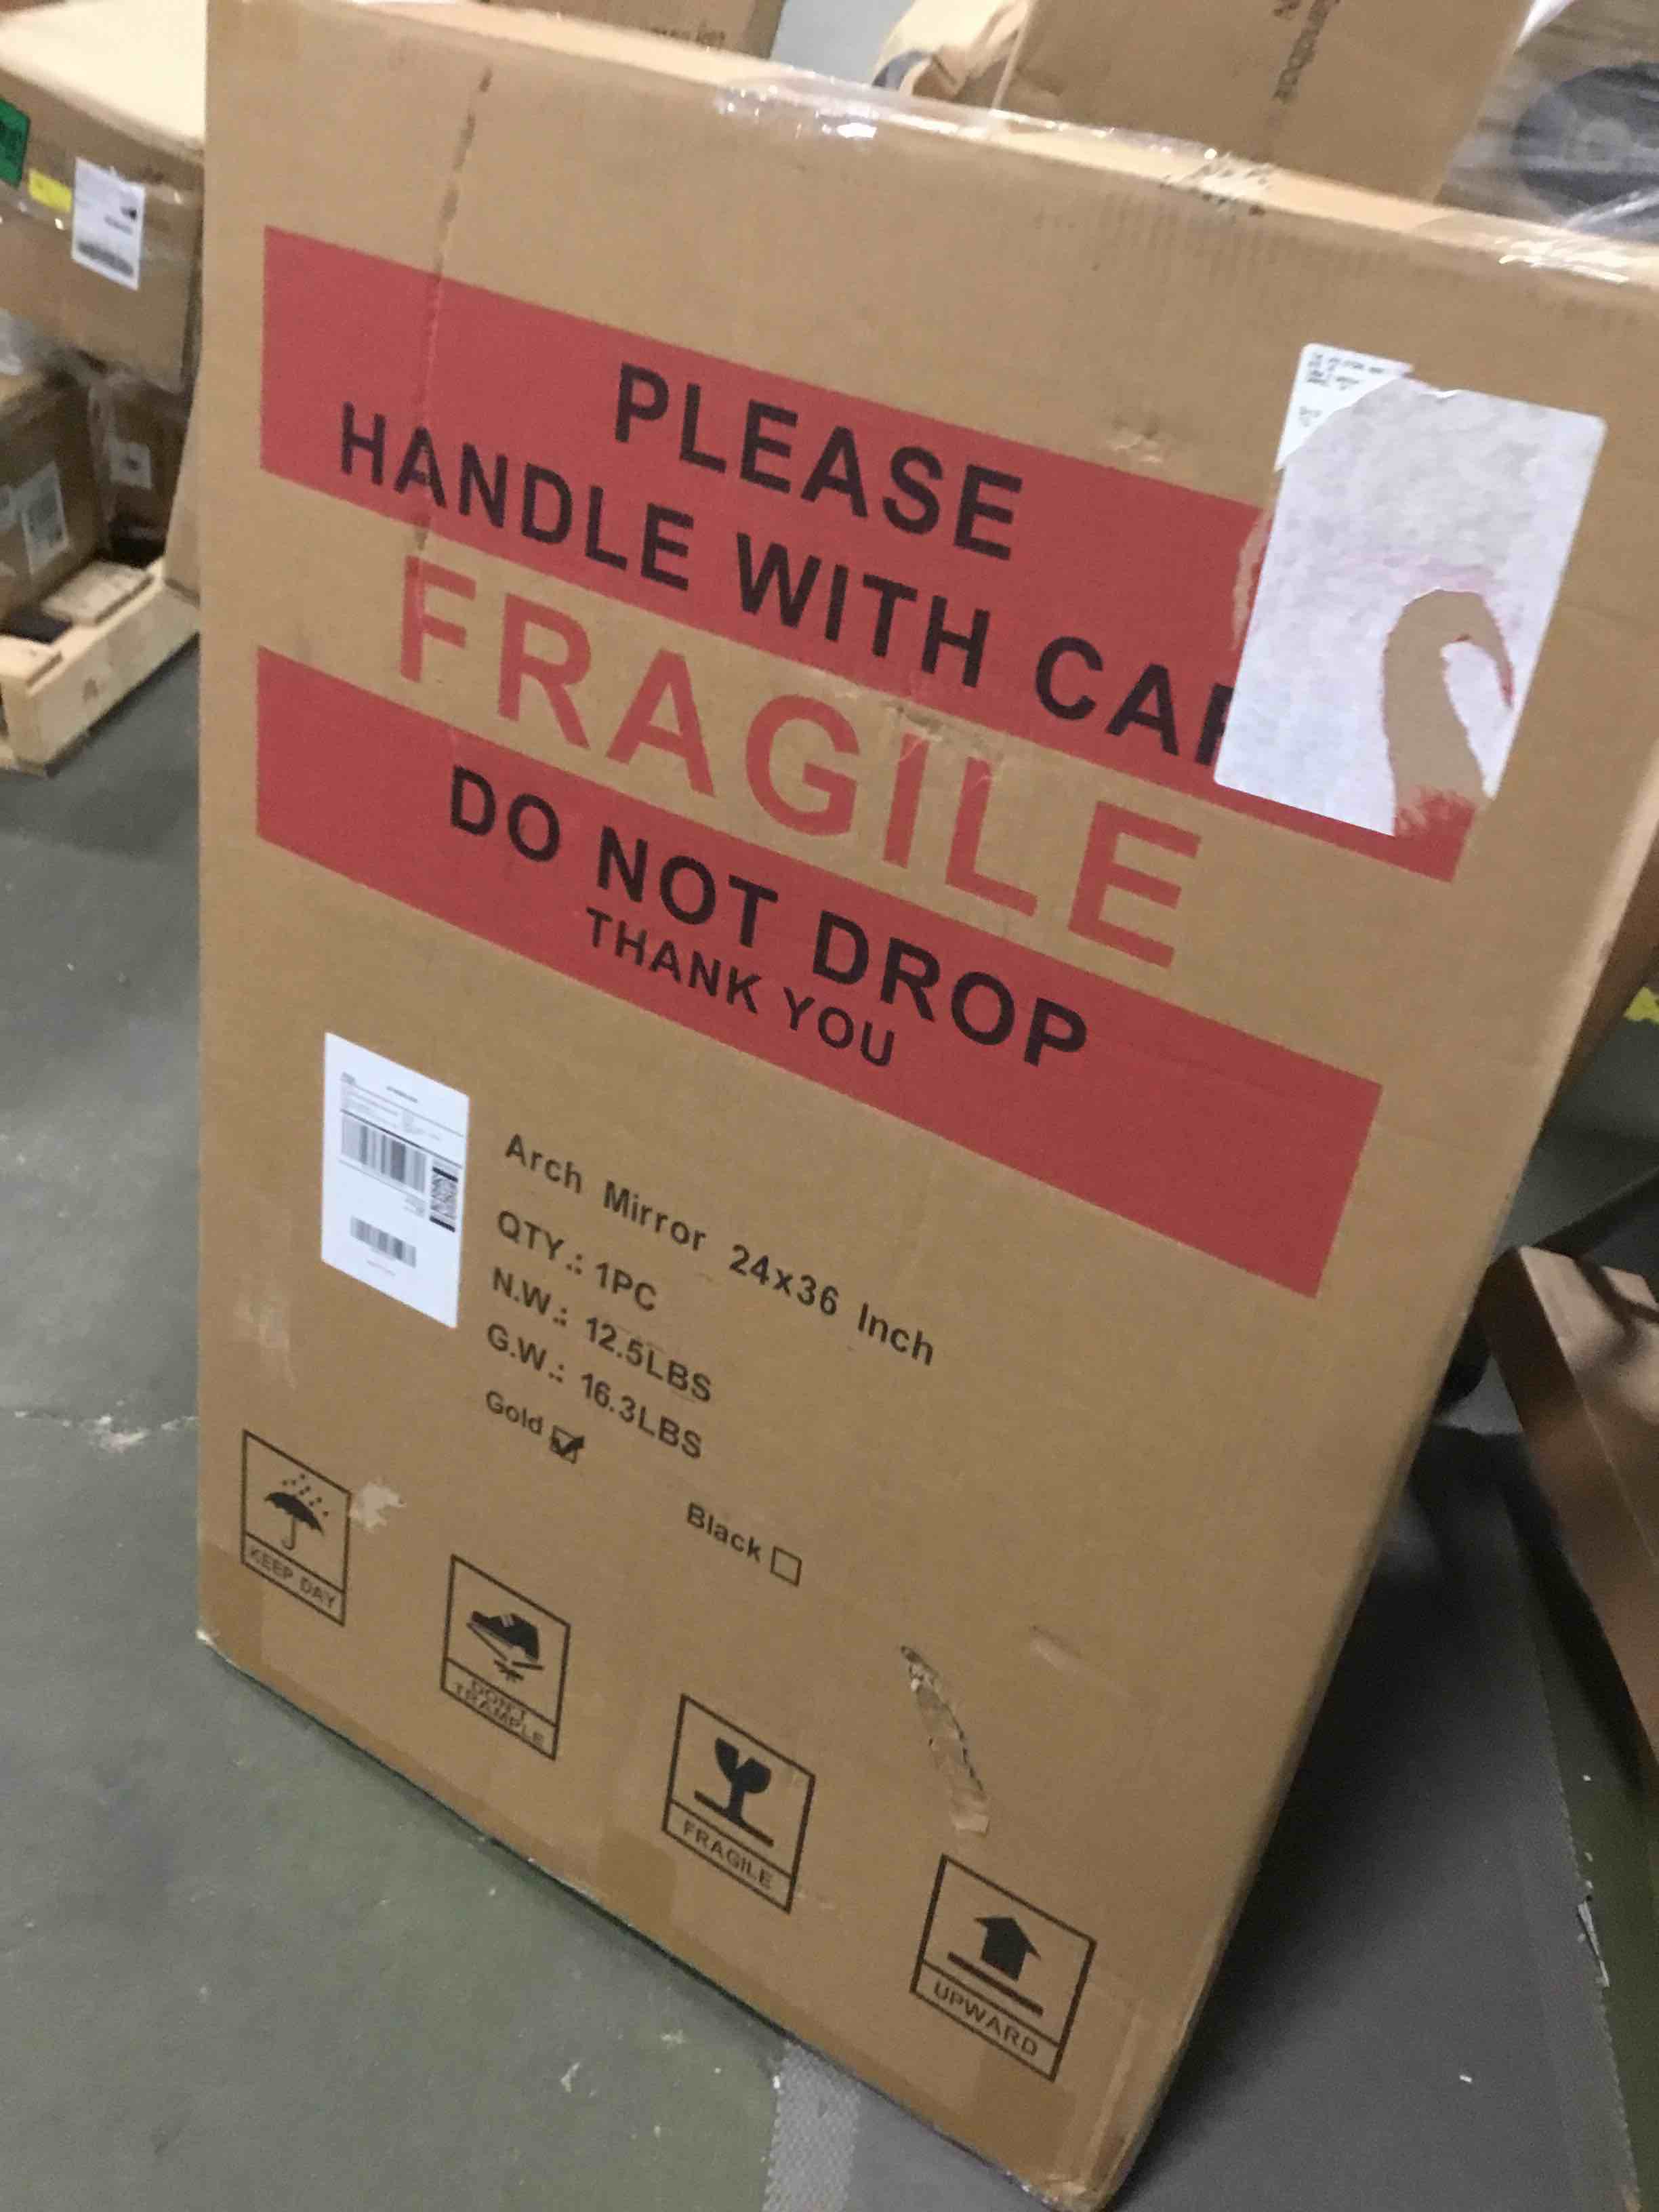 PLEASE
HANDLE WITH CAR
FRAGILE
DO NOT DROP
THANK YOU
Arch Mirror 24x36 Inch
QTY.: 1PC
N.W.: 12.5LBS
G.W.: 16.3LBS
Gold
Black
KEEP DAY
DON'T
TRAMPLE
FRAGILE
UPWARD